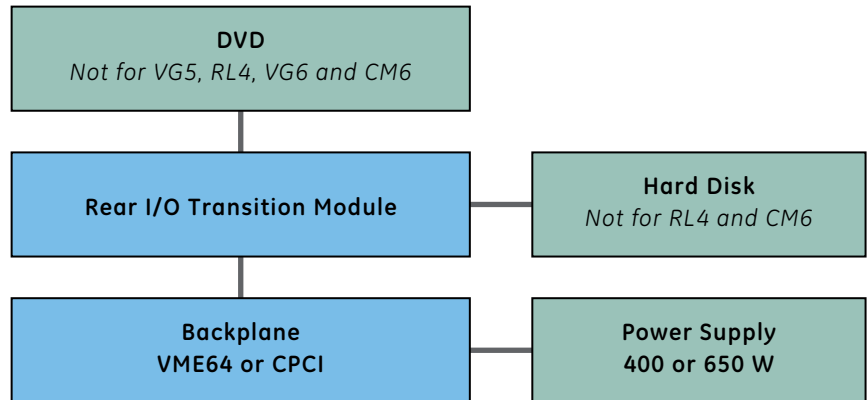 DVD
Not for VG5, RL4, VG6 and CM6
Rear I/O Transition Module
Hard Disk
Not for RL4 and CM6
Backplane
VME64 or CPCI
Power Supply
400 or 650 W